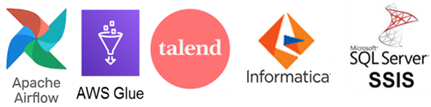 Apache
Airflow
AWS Glue
talend
Informatica
Microsoft
SQL Server
SSIS